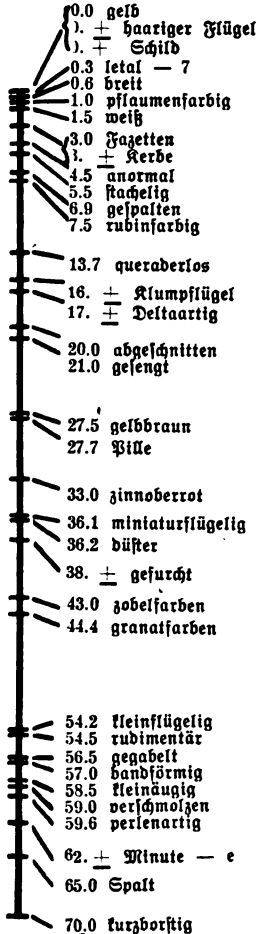 0.0 gelb
0. ± haariger Flügel
0. ± Schild
0.3 letal — 7
0.6 breit
1.0 pflaumenfarbig
1.5 weiß
3.0 Fazetten
3. ± Kerbe
4.5 anormal
5.5 stachelig
6.9 gespalten
7.5 rubinfarbig
13.7 queraderlos
16. ± Klumpflügel
17. ± Deltaartig
20.0 abgeschnitten
21.0 gesengt
27.5 gelbbraun
27.7 Pille
33.0 zinnoberrot
36.1 miniaturflügelig
36.2 düster
38. ± gefurcht
43.0 zobelfarben
44.4 granatfarben
54.2 kleinflügelig
54.5 rudimentär
56.5 gegabelt
57.0 bandförmig
58.5 kleinäugig
59.0 verschmolzen
59.6 perlenartig
62. ± Minute — e
65.0 Spalt
70.0 kurzborstig